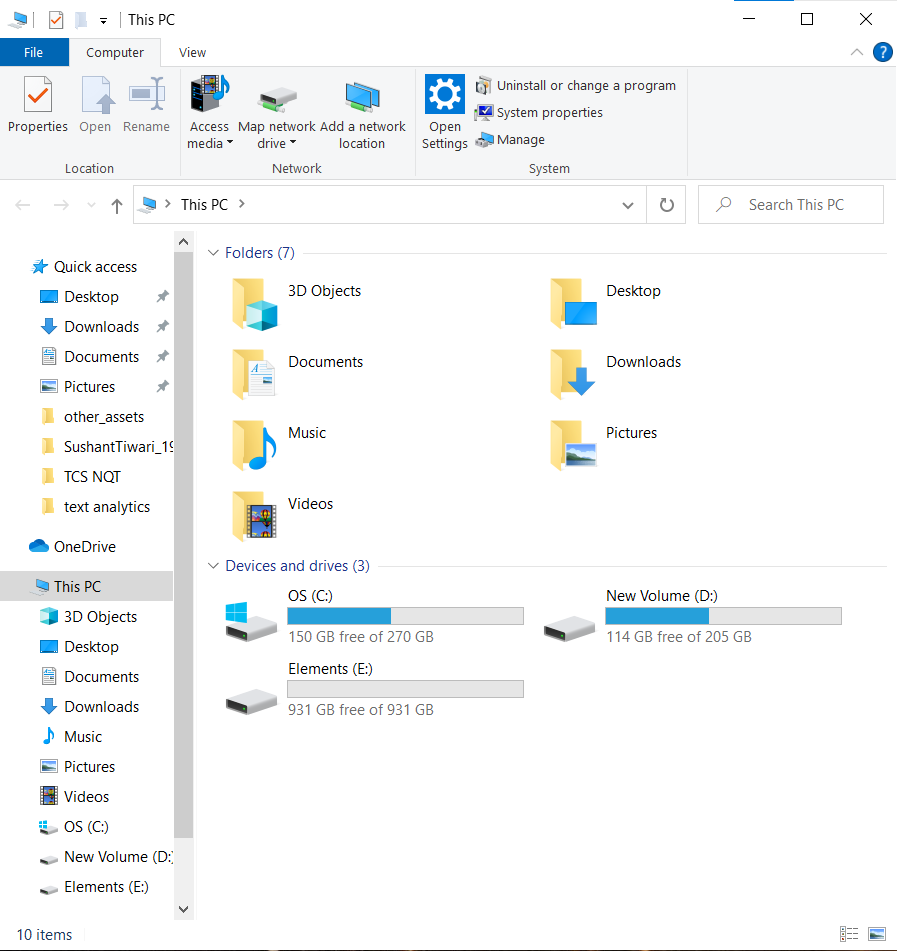 This PC
File
Computer
View
Properties
Open
Rename
Location
Access
media
Map network
drive
Add a network
location
Network
Open
Settings
Uninstall or change a program
System properties
Manage
System
This PC
Search This PC
Quick access
Desktop
Downloads
Documents
Pictures
other_assets
SushantTiwari_19
TCS NQT
text analytics
OneDrive
This PC
3D Objects
Desktop
Documents
Downloads
Music
Pictures
Videos
OS (C:)
New Volume (D:)
Elements (E:)
Folders (7)
3D Objects
Desktop
Documents
Downloads
Music
Pictures
Videos
Devices and drives (3)
OS (C:)
150 GB free of 270 GB
New Volume (D:)
114 GB free of 205 GB
Elements (E:)
931 GB free of 931 GB
10 items